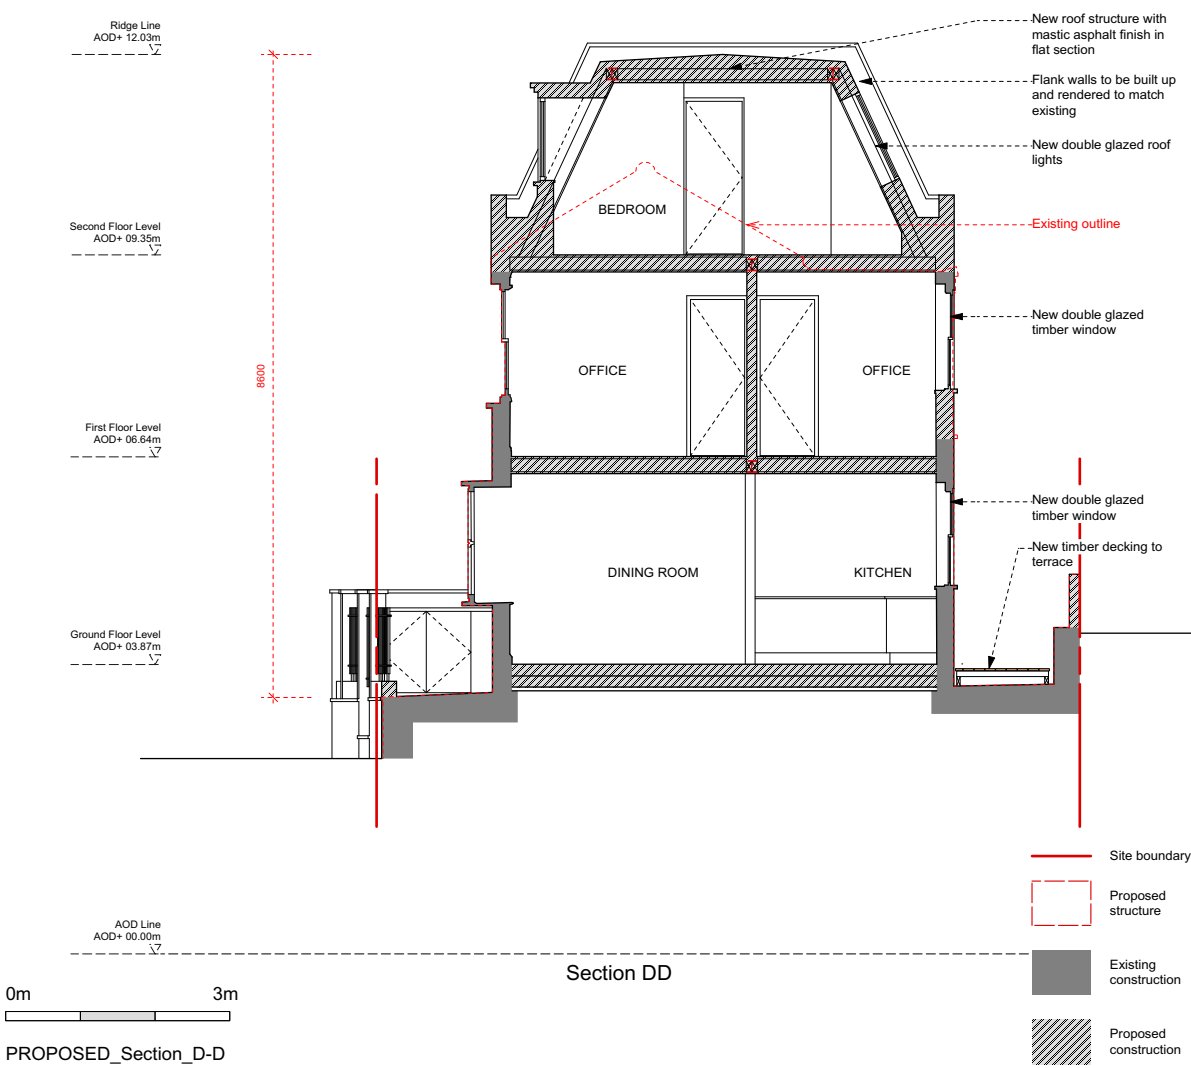 Ridge Line
AOD+ 12.03m
New roof structure with
mastic asphalt finish in
flat section
Flank walls to be built up
and rendered to match
existing
New double glazed roof
lights
Second Floor Level
AOD+ 09.35m
BEDROOM
Existing outline
New double glazed
timber window
8600
OFFICE
OFFICE
First Floor Level
AOD+ 06.64m
New double glazed
timber window
New timber decking to
terrace
DINING ROOM
KITCHEN
Ground Floor Level
AOD+ 03.87m
Site boundary
Proposed
structure
AOD Line
AOD+ 00.00m
Section DD
Existing
construction
0m
3m
Proposed
construction
PROPOSED_Section_D-D